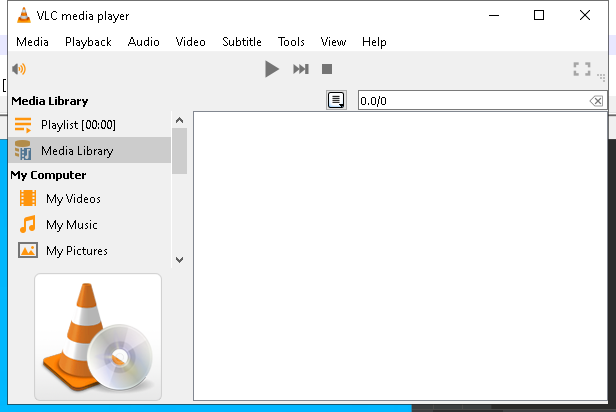 VLC media player
Media Playback Audio Video Subtitle Tools View Help
Media Library
0.0/0
Playlist [00:00]
Media Library
My Computer
My Videos
My Music
My Pictures